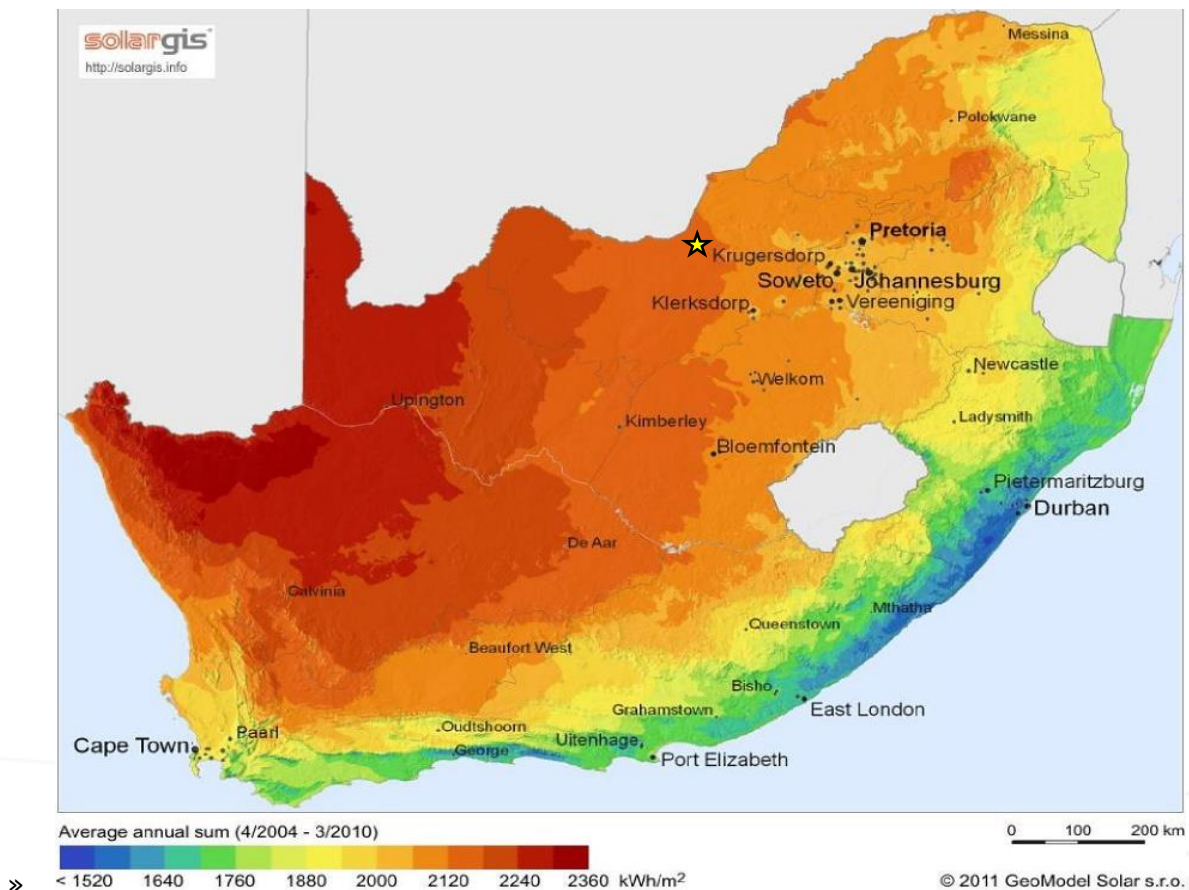 solargis
http://solargis.info
Messina
Polokwane
Pretoria
Krugersdorp
Soweto
Johannesburg
Klerksdorp
Vereeniging
Newcastle
Welkom
Upington
Ladysmith
Kimberley
Bloemfontein
Pietermaritzburg
Durban
De Aar
Calvinia
Mthatha
Queenstown
Beaufort West
Bisho
Grahamstown
East London
Oudtshoorn
Paarl
Uitenhage
Cape Town
George
Port Elizabeth
Average annual sum (4/2004 - 3/2010)
0 100 200 km
< 1520 1640 1760 1880 2000 2120 2240 2360 kWh/m²
© 2011 GeoModel Solar s.r.o.
»